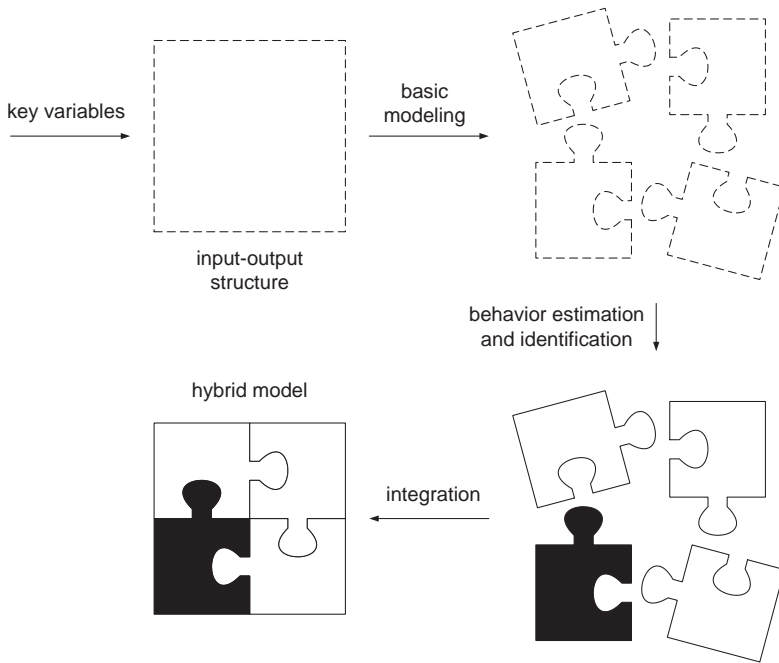 key variables
input-output
structure
basic
modeling
behavior estimation
and identification
integration
hybrid model